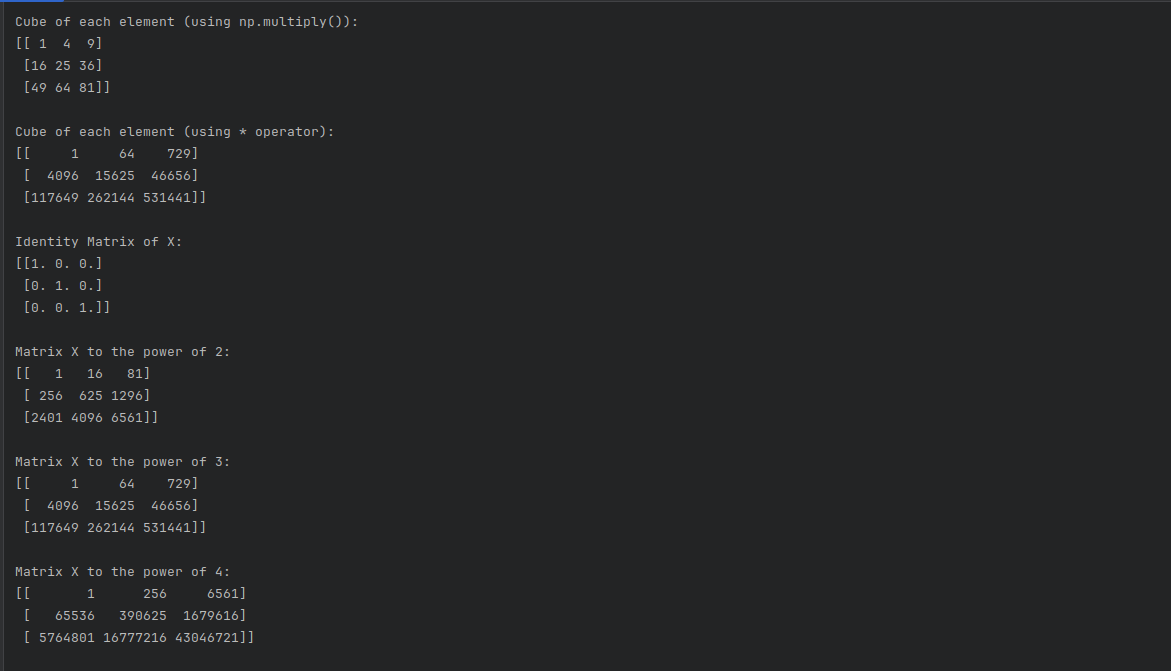 Cube of each element (using np.multiply()):
[[ 1  4  9]
 [16 25 36]
 [49 64 81]]
Cube of each element (using * operator):
[[     1     64    729]
 [  4096  15625  46656]
 [117649 262144 531441]]
Identity Matrix of X:
[[1. 0. 0.]
 [0. 1. 0.]
 [0. 0. 1.]]
Matrix X to the power of 2:
[[   1   16   81]
 [ 256  625 1296]
 [2401 4096 6561]]
Matrix X to the power of 3:
[[     1     64    729]
 [  4096  15625  46656]
 [117649 262144 531441]]
Matrix X to the power of 4:
[[       1      256     6561]
 [   65536   390625  1679616]
 [ 5764801 16777216 43046721]]